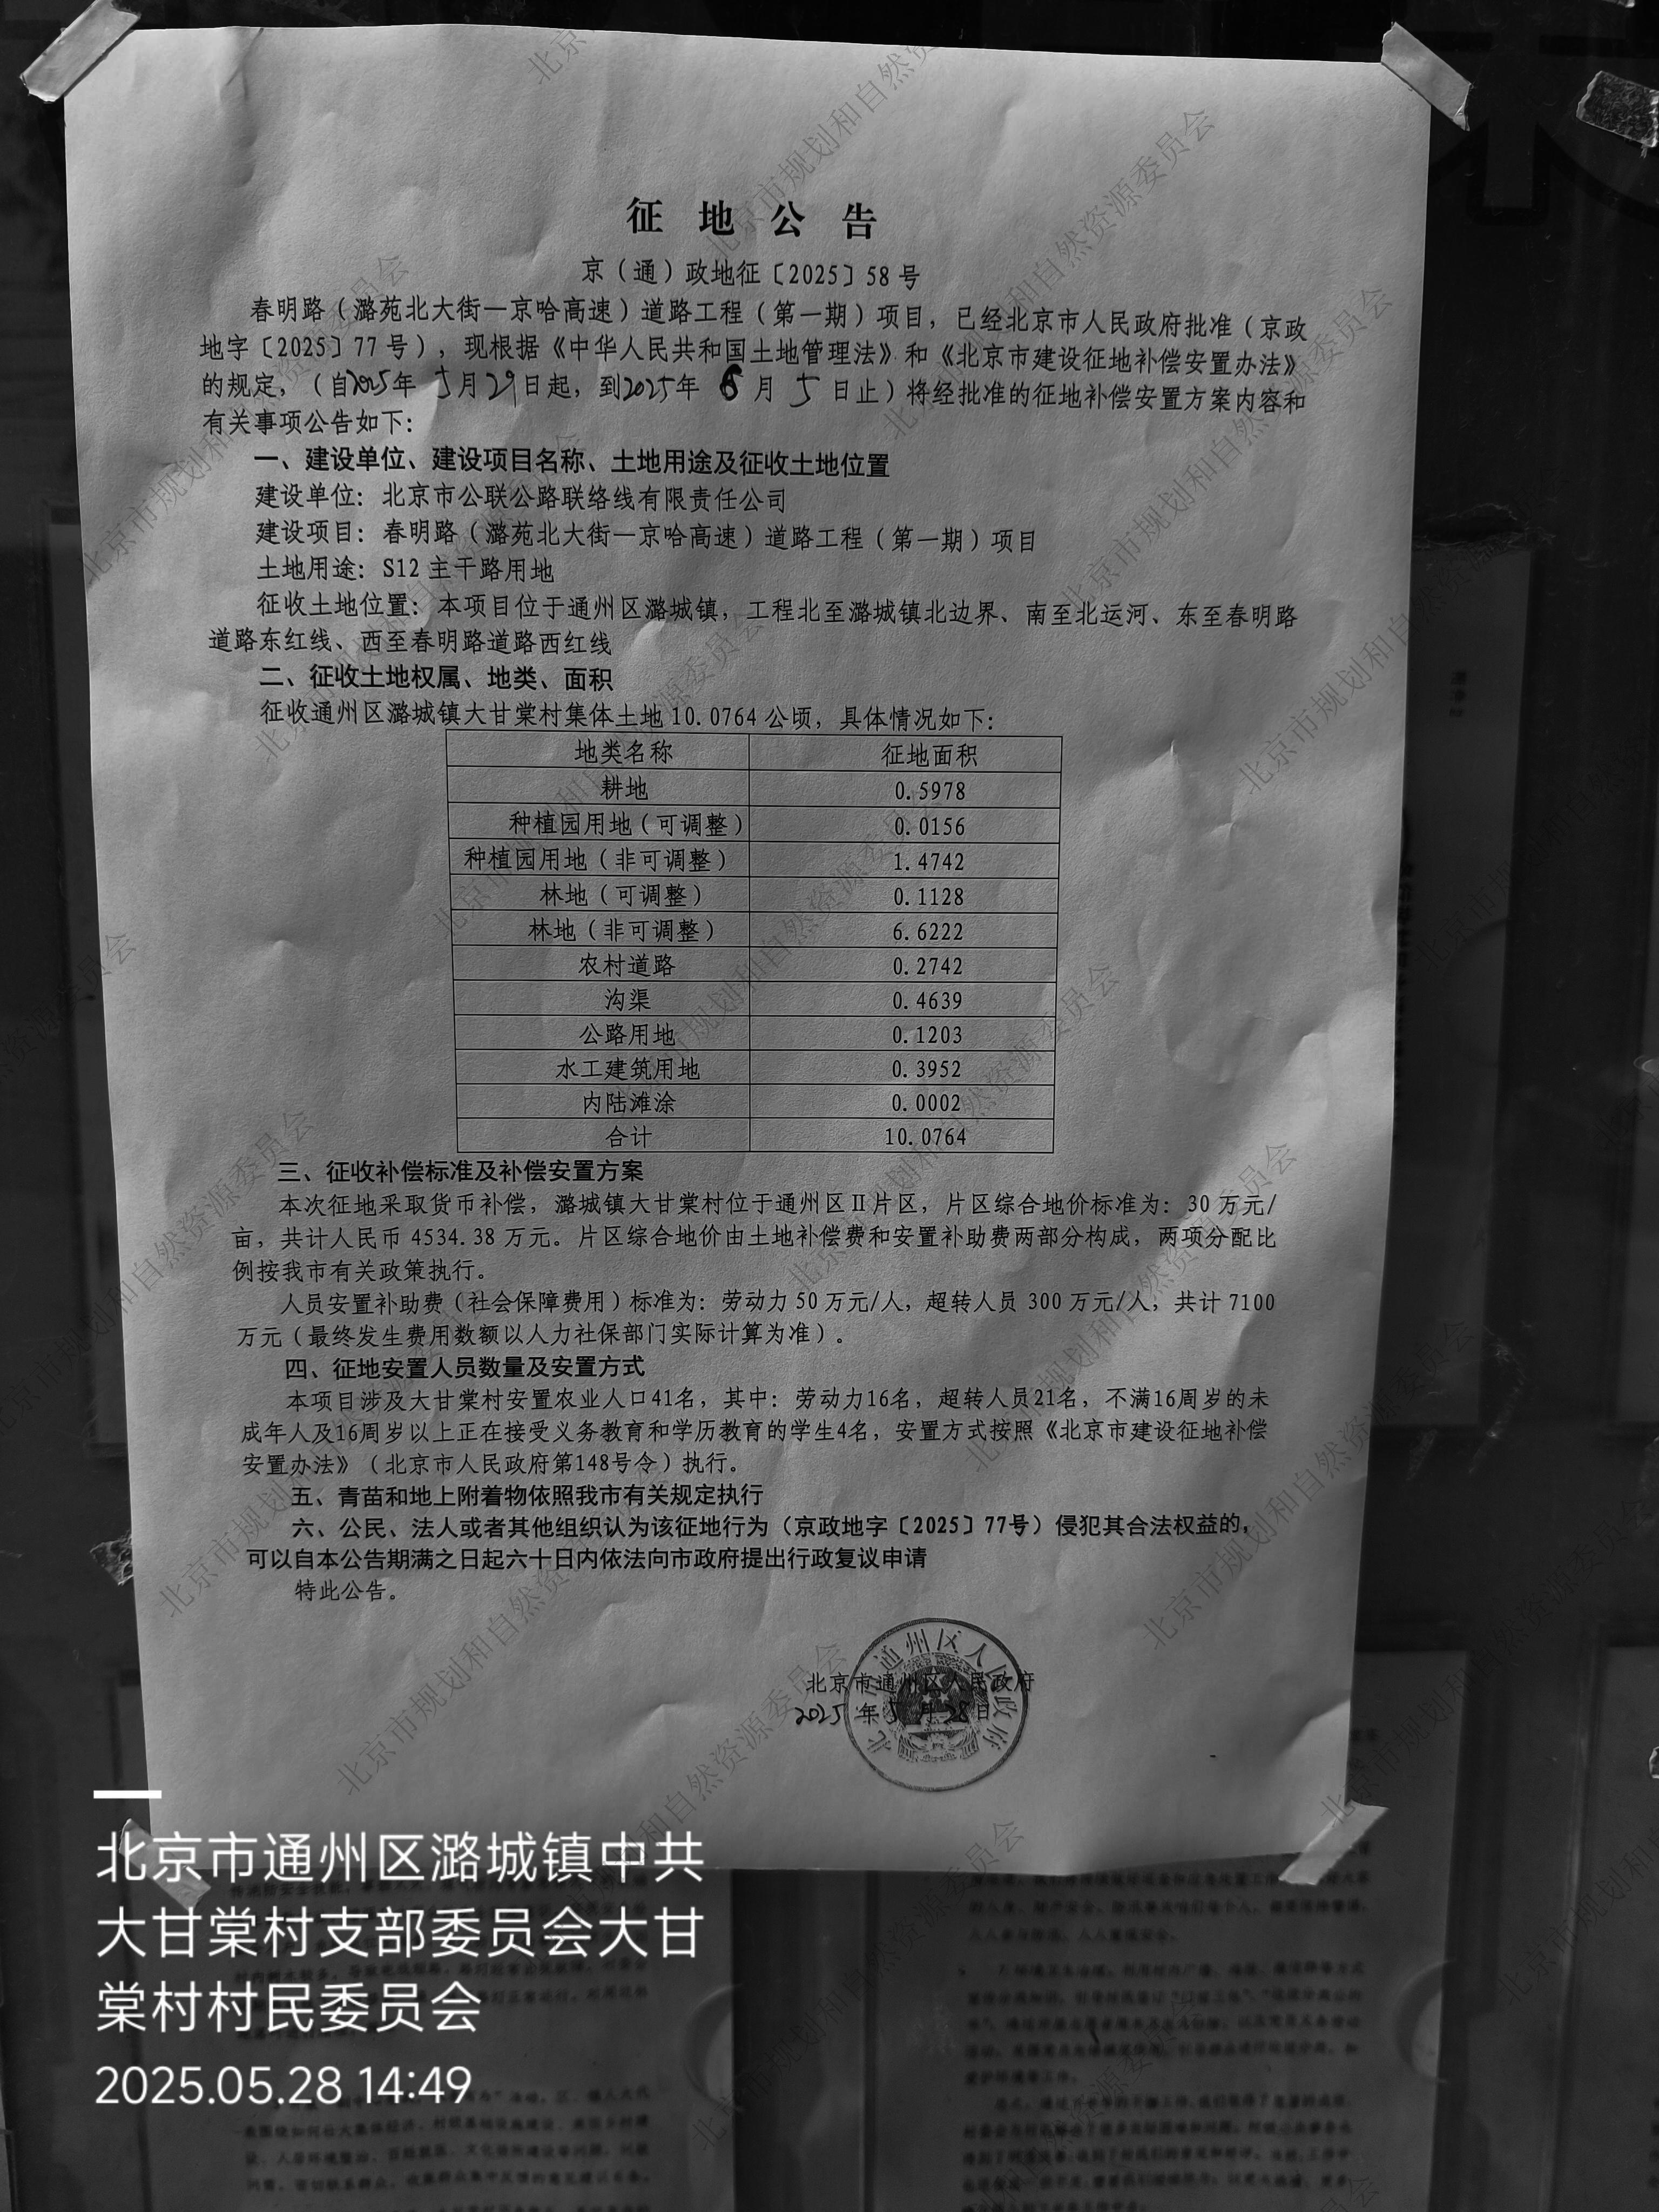 征地公告
京（通）政地征〔2025〕58号
春明路（潞苑北大街—京哈高速）道路工程（第一期）项目，已经北京市人民政府批准（京政
地字〔2025〕77号），现根据《中华人民共和国土地管理法》和《北京市建设征地补偿安置办法》
的规定，（自2025年5月29日起，到2025年6月5日止）将经批准的征地补偿安置方案内容和
有关事项公告如下：
一、建设单位、建设项目名称、土地用途及征收土地位置
建设单位：北京市公联公路联络线有限责任公司
建设项目：春明路（潞苑北大街—京哈高速）道路工程（第一期）项目
土地用途：S12主干路用地
征收土地位置：本项目位于通州区潞城镇，工程北至潞城镇北边界、南至北运河、东至春明路
道路东红线、西至春明路道路西红线
二、征收土地权属、地类、面积
征收通州区潞城镇大甘棠村集体土地10.0764公顷，具体情况如下：
地类名称 征地面积
耕地 0.5978
种植园用地（可调整） 0.0156
种植园用地（非可调整） 1.4742
林地（可调整） 0.1128
林地（非可调整） 6.6222
农村道路 0.2742
沟渠 0.4639
公路用地 0.1203
水工建筑用地 0.3952
内陆滩涂 0.0002
合计 10.0764
三、征收补偿标准及补偿安置方案
本次征地采取货币补偿，潞城镇大甘棠村位于通州区Ⅱ片区，片区综合地价标准为：30万元/
亩，共计人民币4534.38万元。片区综合地价由土地补偿费和安置补助费两部分构成，两项分配比
例按我市有关政策执行。
人员安置补助费（社会保障费用）标准为：劳动力50万元/人，超转人员300万元/人，共计7100
万元（最终发生费用数额以人力社保部门实际计算为准）。
四、征地安置人员数量及安置方式
本项目涉及大甘棠村安置农业人口41名，其中：劳动力16名，超转人员21名，不满16周岁的未
成年人及16周岁以上正在接受义务教育和学历教育的学生4名，安置方式按照《北京市建设征地补偿
安置办法》（北京市人民政府第148号令）执行。
五、青苗和地上附着物依照我市有关规定执行
六、公民、法人或者其他组织认为该征地行为（京政地字〔2025〕77号）侵犯其合法权益的，
可以自本公告期满之日起六十日内依法向市政府提出行政复议申请
特此公告。
北京市通州区人民政府
2025年5月28日
北京市通州区潞城镇中共
大甘棠村支部委员会大甘
棠村村民委员会
2025.05.28 14:49
北京市规划和自然资源委员会